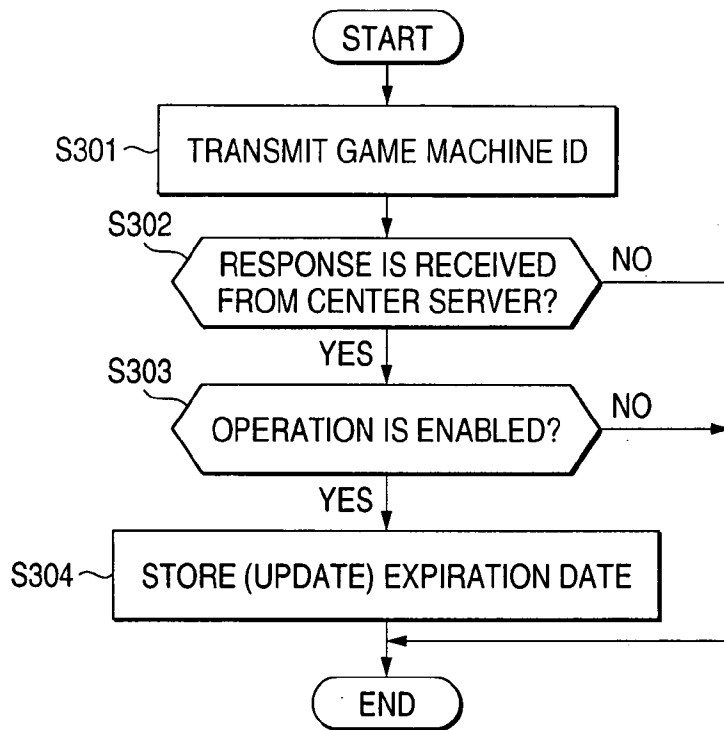 START
S301
TRANSMIT GAME MACHINE ID
S302
RESPONSE IS RECEIVED
FROM CENTER SERVER?
NO
YES
S303
OPERATION IS ENABLED?
NO
YES
S304
STORE (UPDATE) EXPIRATION DATE
END